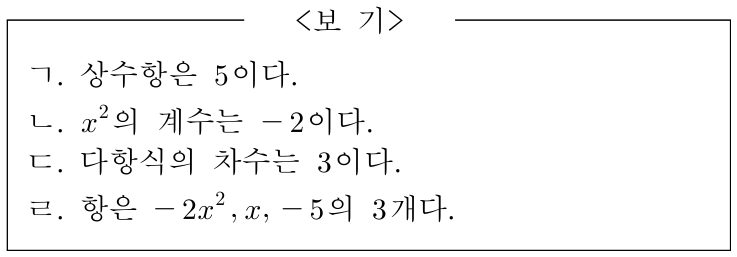 <보 기>
ㄱ. 상수항은 5이다.
ㄴ. x²의 계수는 -2이다.
ㄷ. 다항식의 차수는 3이다.
ㄹ. 항은 -2x², x, -5의 3개다.